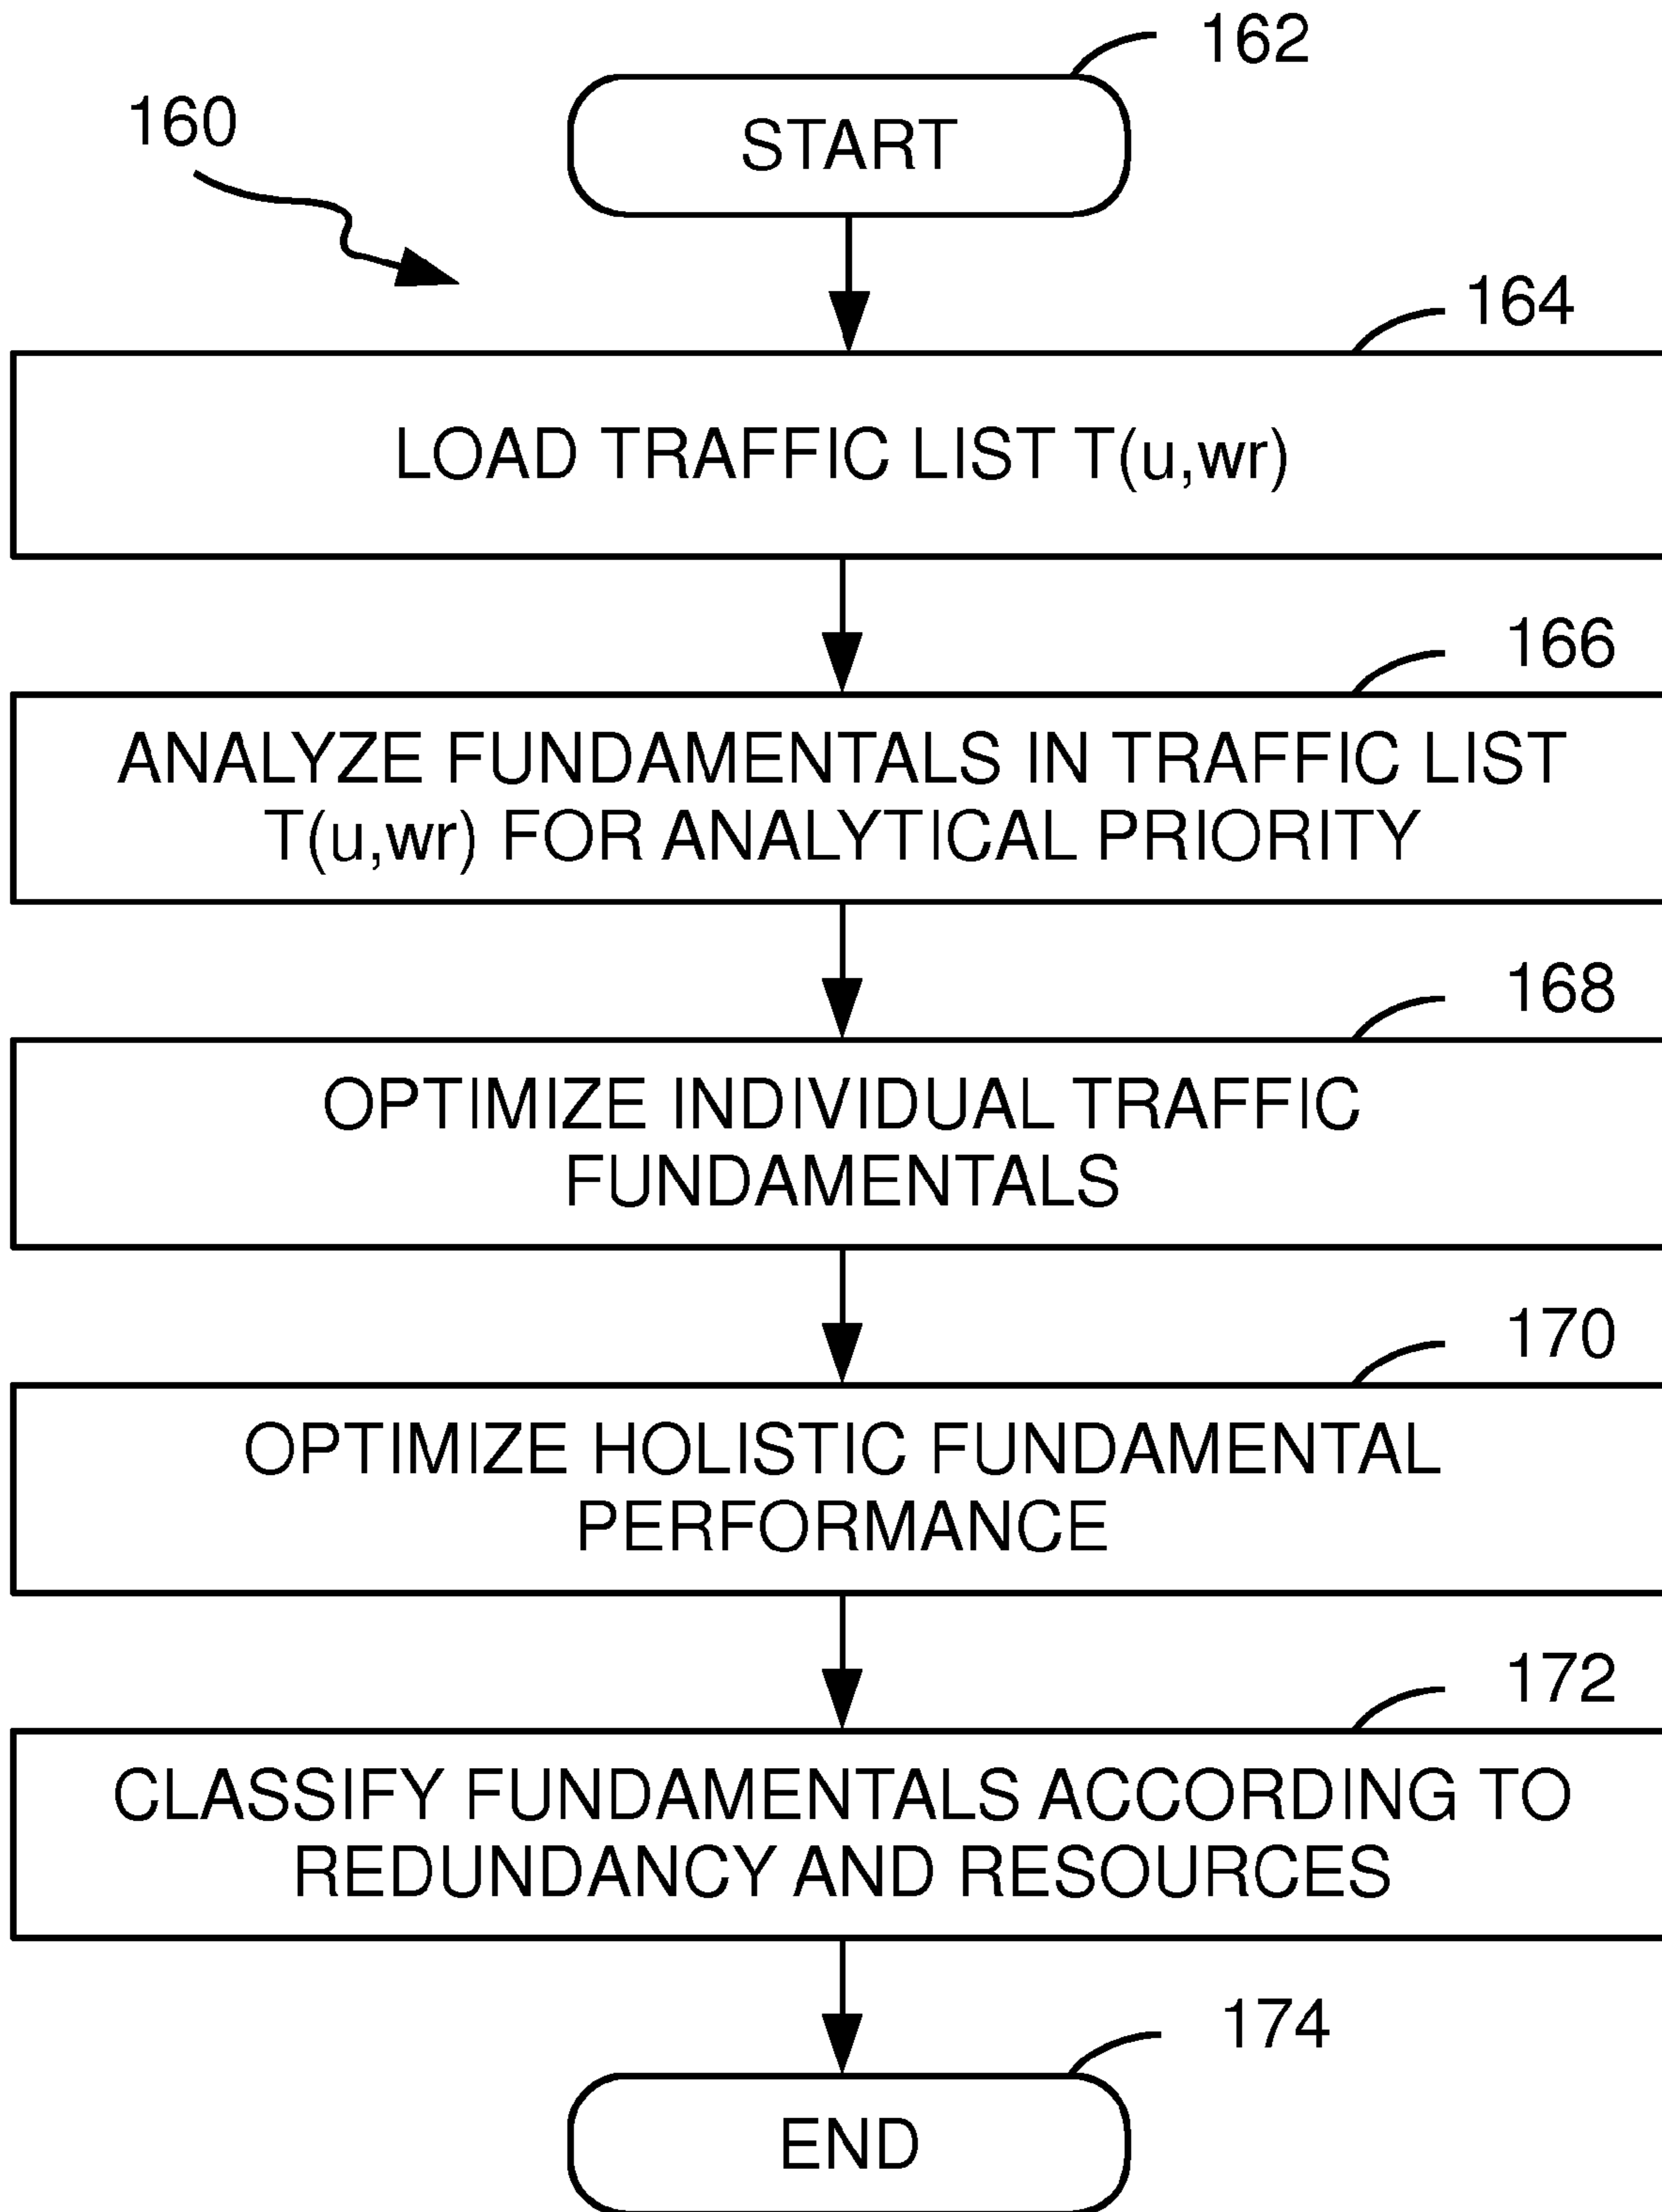 162
160
START
164
LOAD TRAFFIC LIST T(u,wr)
166
ANALYZE FUNDAMENTALS IN TRAFFIC LIST
T(u,wr) FOR ANALYTICAL PRIORITY
168
OPTIMIZE INDIVIDUAL TRAFFIC
FUNDAMENTALS
170
OPTIMIZE HOLISTIC FUNDAMENTAL
PERFORMANCE
172
CLASSIFY FUNDAMENTALS ACCORDING TO
REDUNDANCY AND RESOURCES
174
END